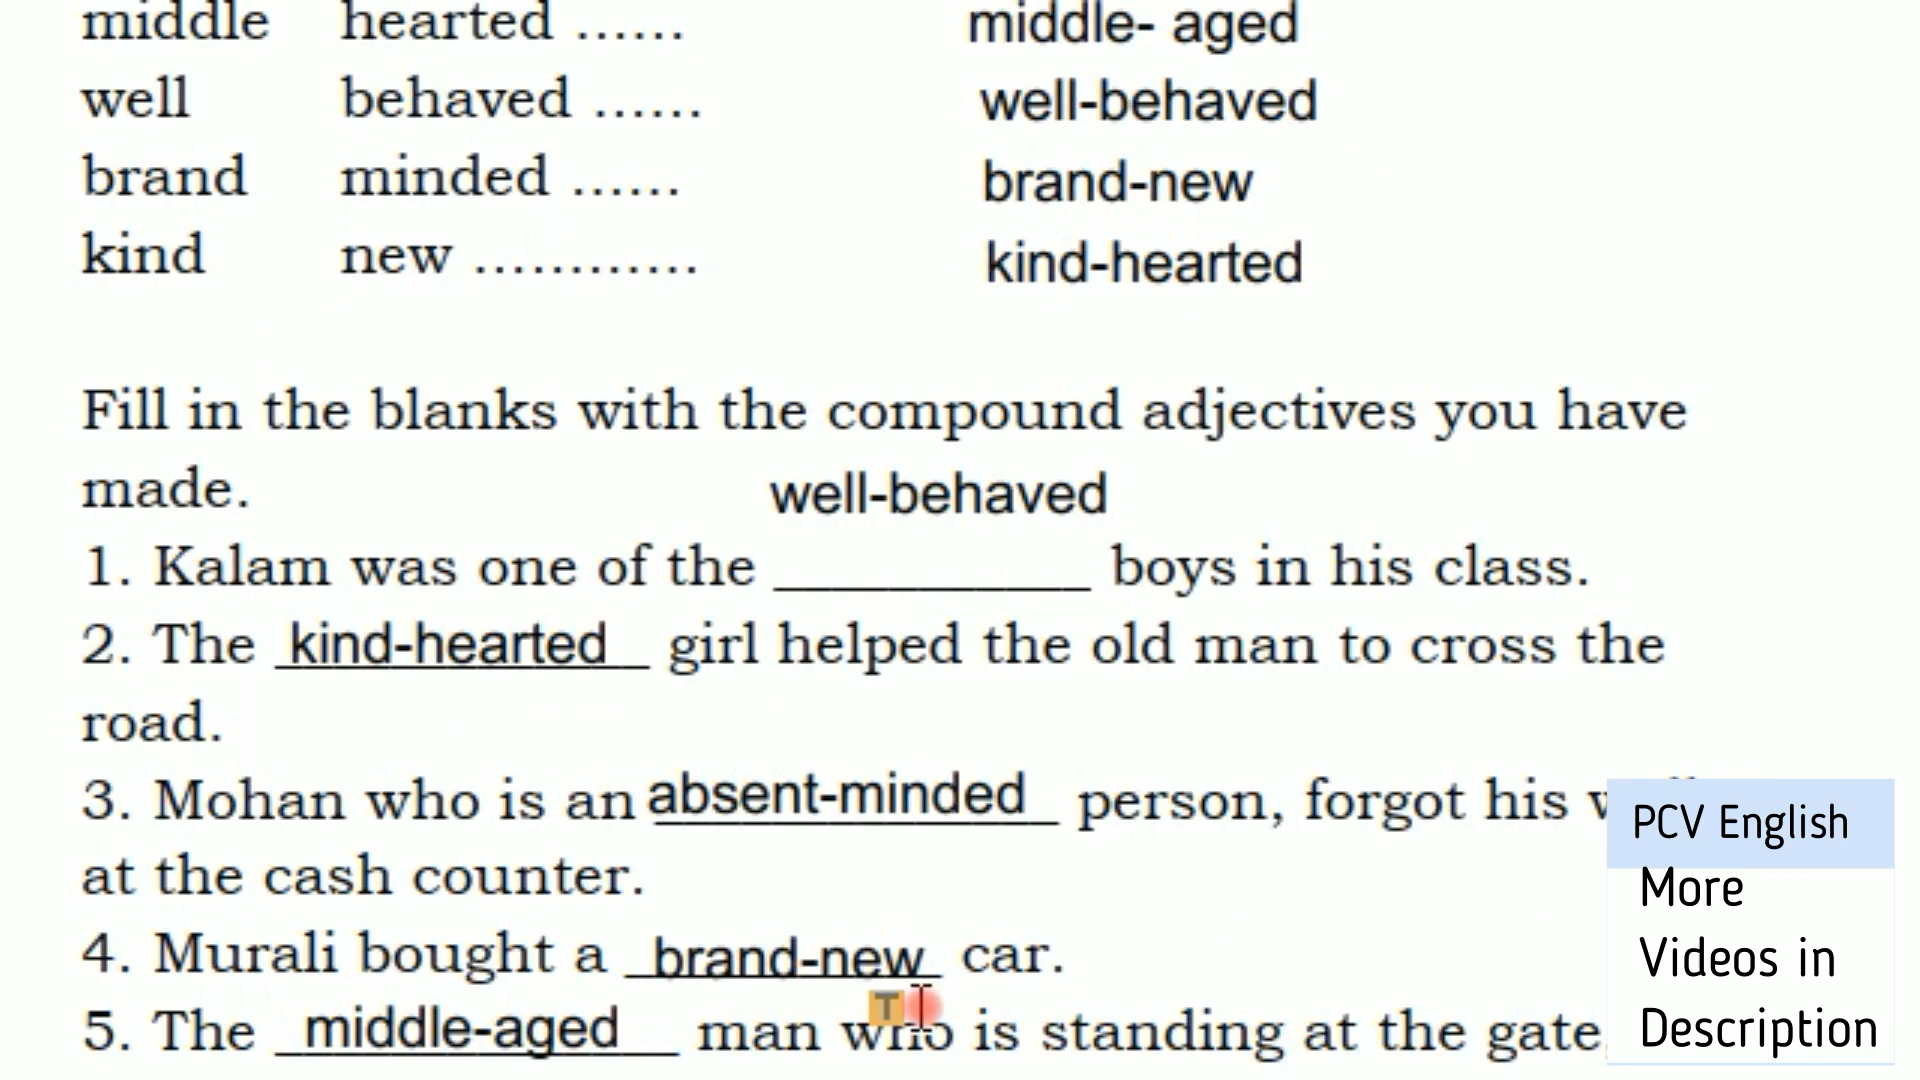 middle hearted ...... middle- aged
well behaved ...... well-behaved
brand minded ...... brand-new
kind new ............ kind-hearted
Fill in the blanks with the compound adjectives you have
made. well-behaved
1. Kalam was one of the ___________ boys in his class.
2. The kind-hearted girl helped the old man to cross the
road.
3. Mohan who is an absent-minded person, forgot his
at the cash counter.
4. Murali bought a brand-new car.
5. The middle-aged man who is standing at the gate
T
PCV English
More
Videos in
Description